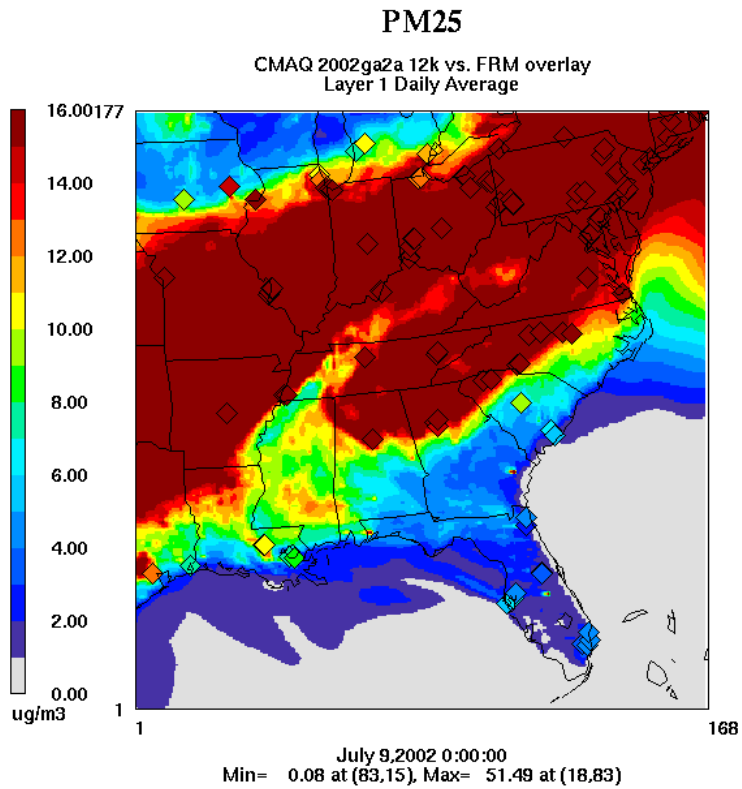 PM25
CMAQ 2002ga2a 12k vs. FRM overlay
Layer 1 Daily Average
16.00
14.00
12.00
10.00
8.00
6.00
4.00
2.00
0.00
ug/m3
177
1
1
168
July 9,2002 0:00:00
Min= 0.08 at (83,15), Max= 51.49 at (18,83)